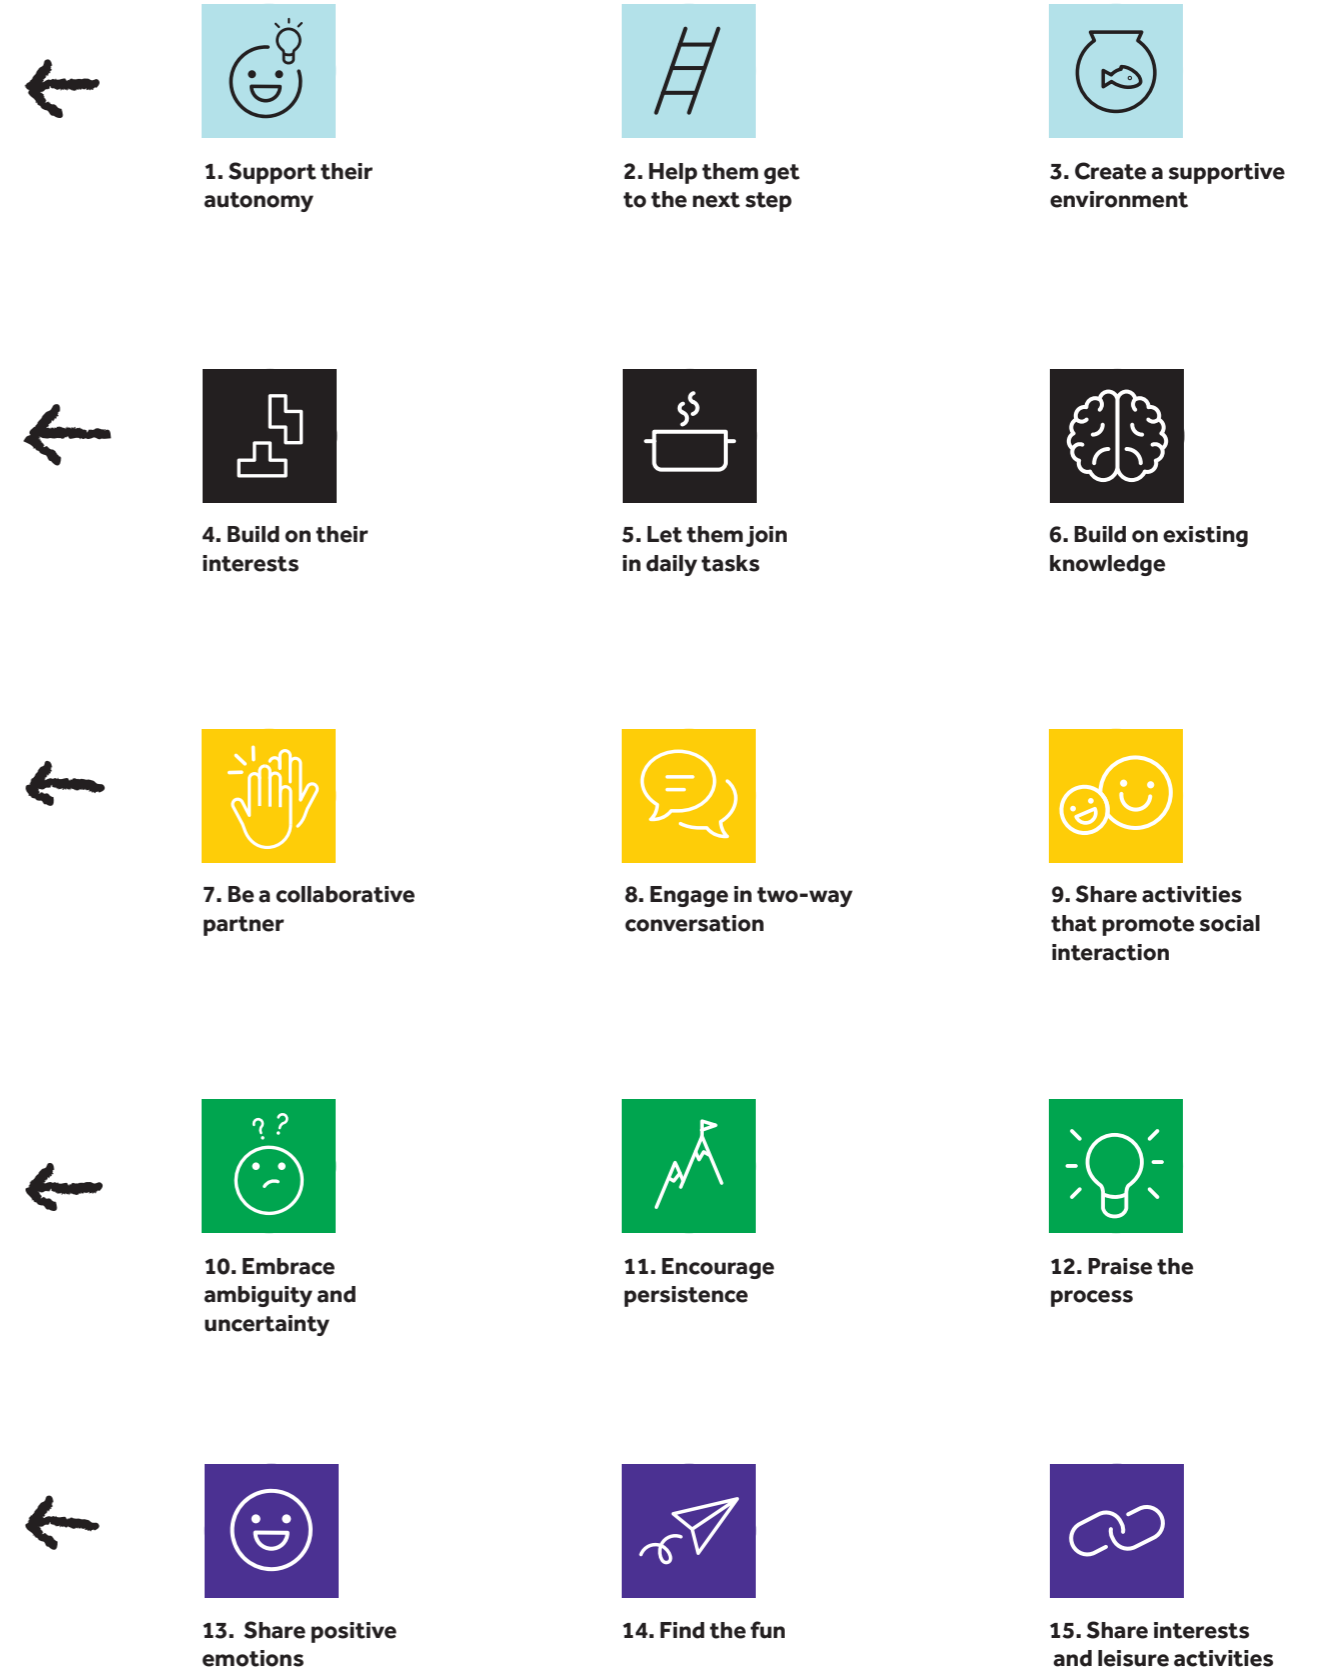 1. Support their
autonomy
2. Help them get
to the next step
3. Create a supportive
environment
4. Build on their
interests
5. Let them join
in daily tasks
6. Build on existing
knowledge
7. Be a collaborative
partner
8. Engage in two-way
conversation
9. Share activities
that promote social
interaction
? ?
10. Embrace
ambiguity and
uncertainty
11. Encourage
persistence
12. Praise the
process
13. Share positive
emotions
14. Find the fun
15. Share interests
and leisure activities